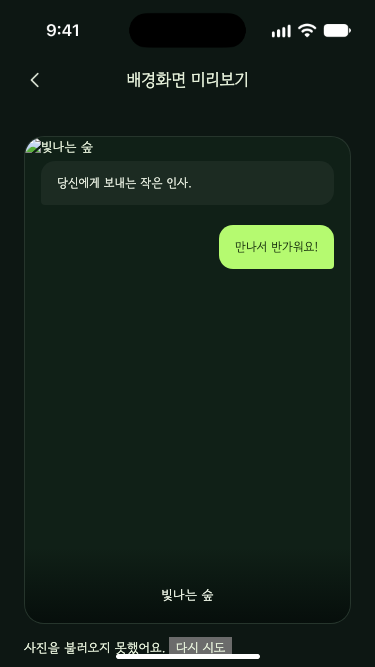 9:41
배경화면 미리보기
빛나는 숲
당신에게 보내는 작은 인사.
만나서 반가워요!
빛나는 숲
사진을 불러오지 못했어요. 다시 시도